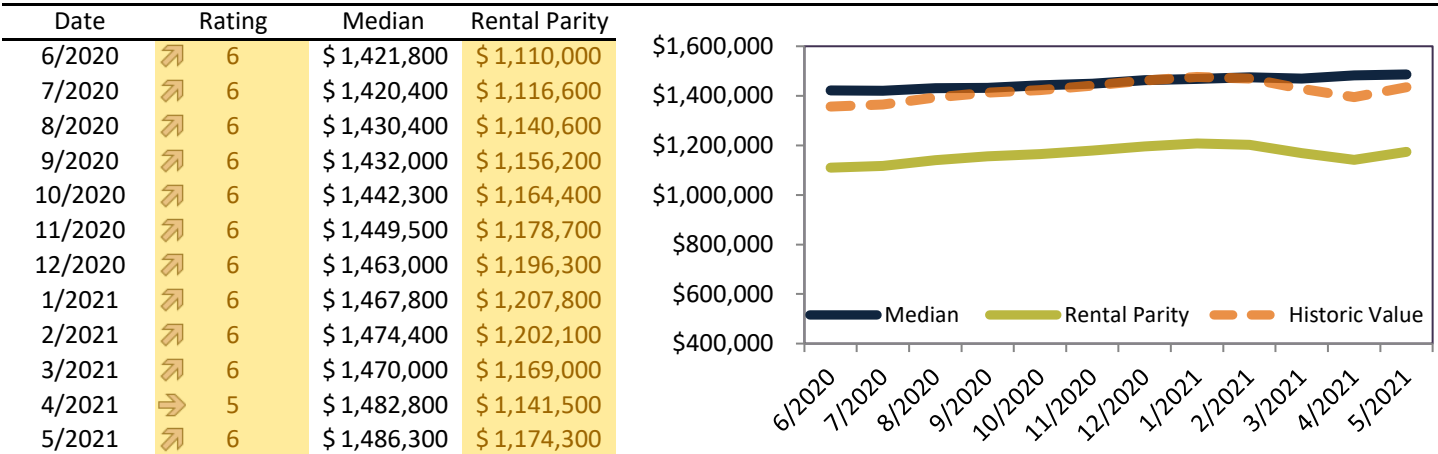 Date Rating Median Rental Parity
6/2020 6 $ 1,421,800 $ 1,110,000
7/2020 6 $ 1,420,400 $ 1,116,600
8/2020 6 $ 1,430,400 $ 1,140,600
9/2020 6 $ 1,432,000 $ 1,156,200
10/2020 6 $ 1,442,300 $ 1,164,400
11/2020 6 $ 1,449,500 $ 1,178,700
12/2020 6 $ 1,463,000 $ 1,196,300
1/2021 6 $ 1,467,800 $ 1,207,800
2/2021 6 $ 1,474,400 $ 1,202,100
3/2021 6 $ 1,470,000 $ 1,169,000
4/2021 5 $ 1,482,800 $ 1,141,500
5/2021 6 $ 1,486,300 $ 1,174,300
$1,600,000
$1,400,000
$1,200,000
$1,000,000
$800,000
$600,000
$400,000
Median Rental Parity Historic Value
6/2020 7/2020 8/2020 9/2020 10/2020 11/2020 12/2020 1/2021 2/2021 3/2021 4/2021 5/2021